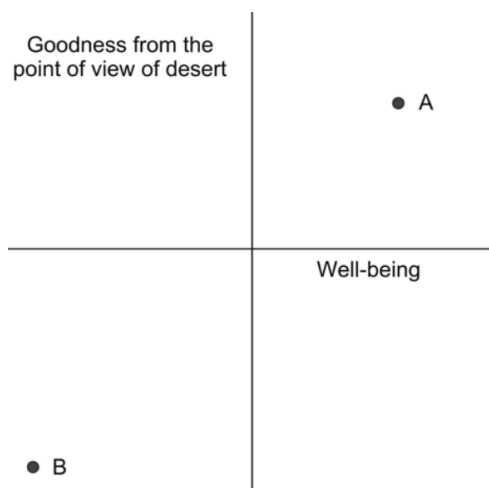 Goodness from the
point of view of desert
A
Well-being
B